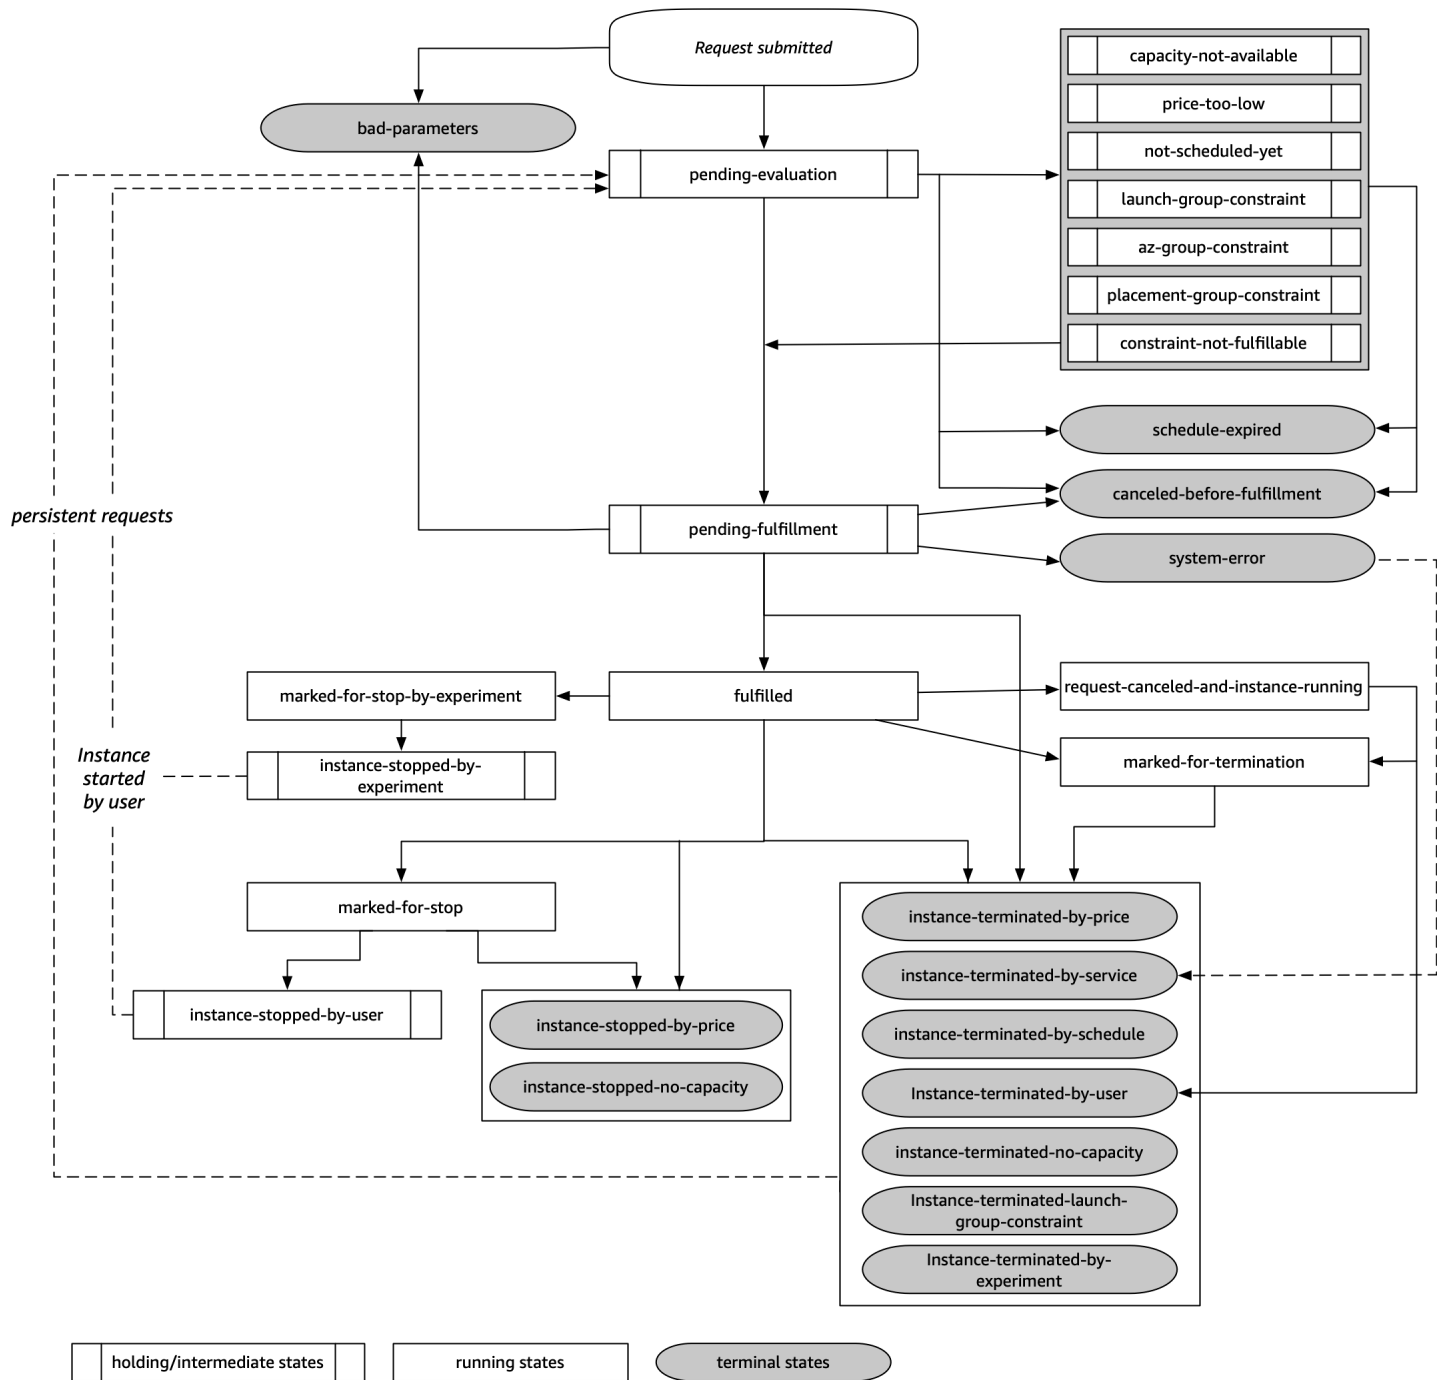 Request submitted
bad-parameters
pending-evaluation
capacity-not-available
price-too-low
not-scheduled-yet
launch-group-constraint
az-group-constraint
placement-group-constraint
constraint-not-fulfillable
schedule-expired
canceled-before-fulfillment
system-error
persistent requests
pending-fulfillment
marked-for-stop-by-experiment
fulfilled
request-canceled-and-instance-running
Instance
started
by user
instance-stopped-by-
experiment
marked-for-termination
marked-for-stop
instance-stopped-by-user
instance-stopped-by-price
instance-stopped-no-capacity
instance-terminated-by-price
instance-terminated-by-service
instance-terminated-by-schedule
Instance-terminated-by-user
instance-terminated-no-capacity
Instance-terminated-launch-
group-constraint
Instance-terminated-by-
experiment
holding/intermediate states
running states
terminal states